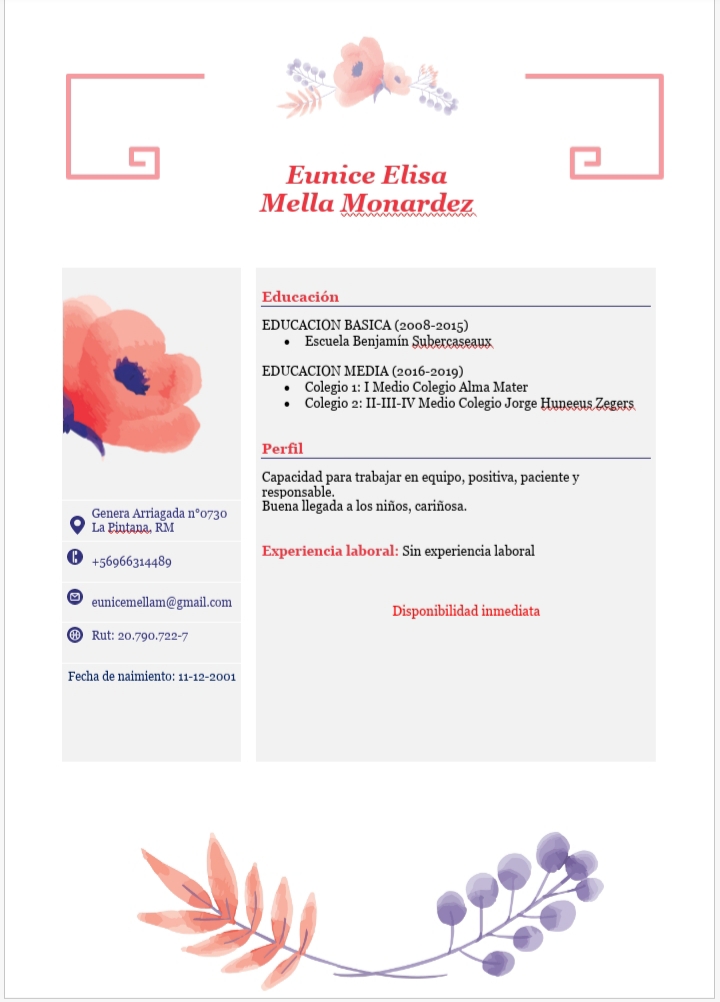 Eunice Elisa
Mella Monardez
Genera Arriagada n°0730
La Pintana, RM
+56966314489
eunicemellam@gmail.com
Rut: 20.790.722-7
Fecha de naimiento: 11-12-2001
Educación
EDUCACION BASICA (2008-2015)
• Escuela Benjamín Subercaseaux
EDUCACION MEDIA (2016-2019)
• Colegio 1: I Medio Colegio Alma Mater
• Colegio 2: II-III-IV Medio Colegio Jorge Huneeus Zegers
Perfil
Capacidad para trabajar en equipo, positiva, paciente y
responsable.
Buena llegada a los niños, cariñosa.
Experiencia laboral: Sin experiencia laboral
Disponibilidad inmediata